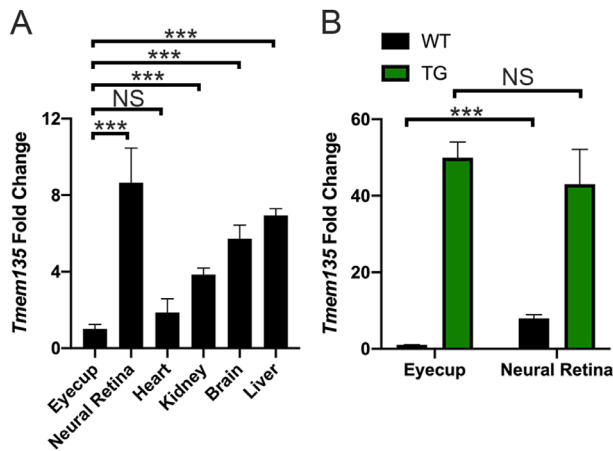 A
***
***
***
NS
***
12
8
4
0
Tmem135 Fold Change
Eyecup
Neural Retina
Heart
Kidney
Brain
Liver
B
WT
TG
NS
***
60
40
20
0
Tmem135 Fold Change
Eyecup
Neural Retina